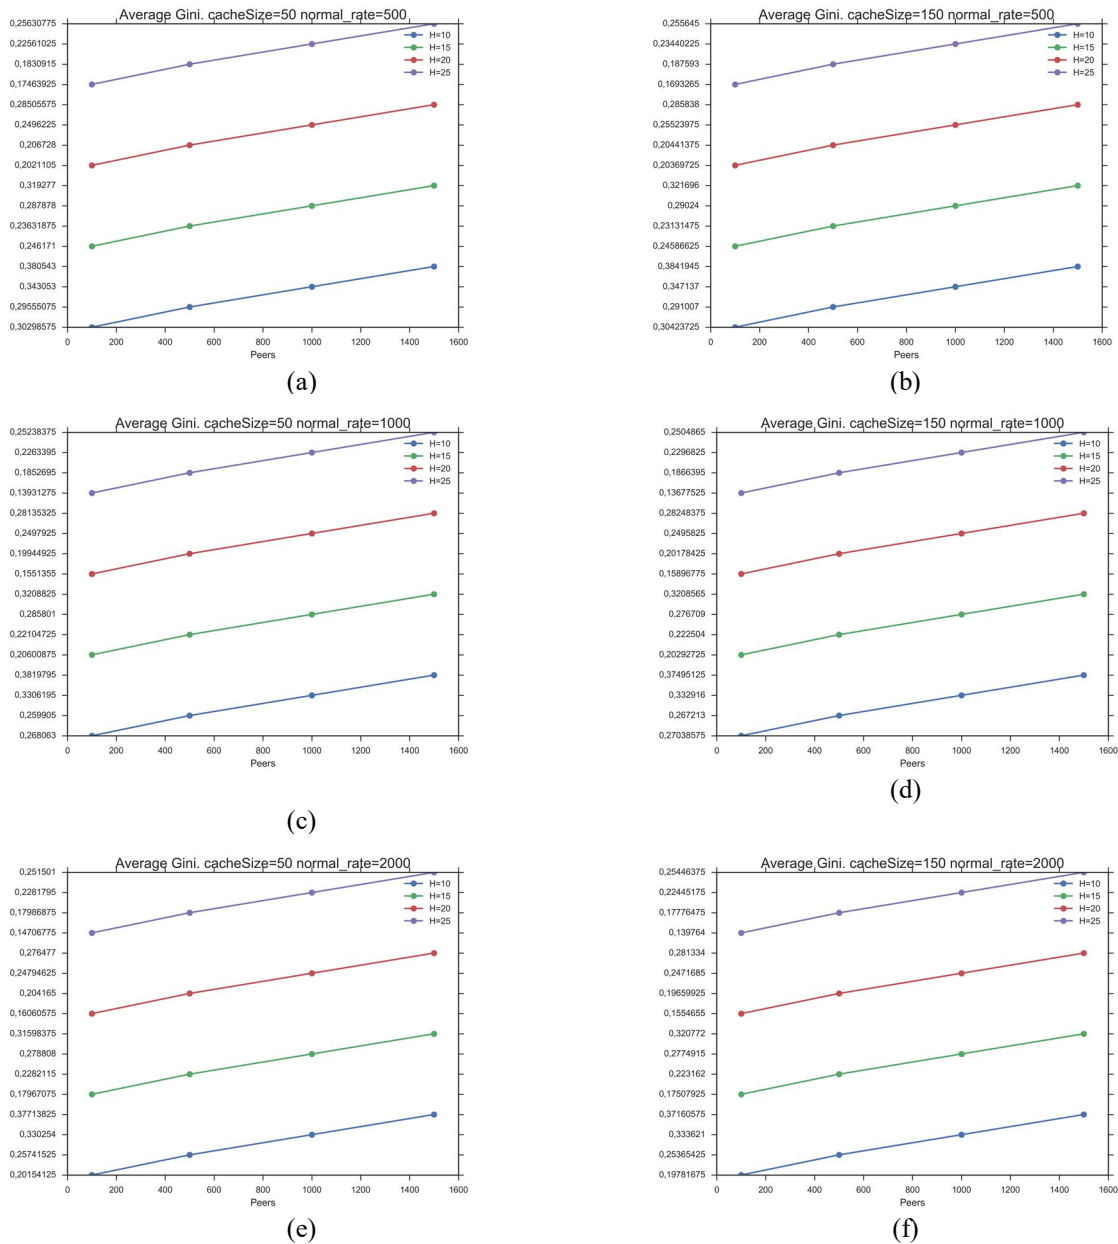 Average Gini. cacheSize=50 normal_rate=500
0,25630775
0,22561025
0,1830915
0,17463925
0,28505575
0,2496225
0,206728
0,2021105
0,319277
0,287878
0,23631875
0,246171
0,380543
0,343053
0,29555075
0,30298575
H=10
H=15
H=20
H=25
0 200 400 600 800 1000 1200 1400 1600
Peers
(a)
Average Gini. cacheSize=150 normal_rate=500
0,255645
0,23440225
0,187593
0,1693265
0,285838
0,25523975
0,20441375
0,20369725
0,321696
0,29024
0,23131475
0,24586625
0,3841945
0,347137
0,291007
0,30423725
H=10
H=15
H=20
H=25
0 200 400 600 800 1000 1200 1400 1600
Peers
(b)
Average Gini. cacheSize=50 normal_rate=1000
0,25238375
0,2263395
0,1852695
0,13931275
0,28135325
0,2497925
0,19944925
0,1551355
0,3208825
0,285801
0,22104725
0,20600875
0,3819795
0,3306195
0,259905
0,268063
H=10
H=15
H=20
H=25
0 200 400 600 800 1000 1200 1400 1600
Peers
(c)
Average Gini. cacheSize=150 normal_rate=1000
0,2504865
0,2296825
0,1866395
0,13677525
0,28248375
0,2495825
0,20178425
0,15896775
0,3208565
0,276709
0,222504
0,20292725
0,37495125
0,332916
0,267213
0,27038575
H=10
H=15
H=20
H=25
0 200 400 600 800 1000 1200 1400 1600
Peers
(d)
Average Gini. cacheSize=50 normal_rate=2000
0,251501
0,2281795
0,17986875
0,14706775
0,276477
0,24794625
0,204165
0,16060575
0,31598375
0,278808
0,2282115
0,17967075
0,37713825
0,330254
0,25741525
0,20154125
H=10
H=15
H=20
H=25
0 200 400 600 800 1000 1200 1400 1600
Peers
(e)
Average Gini. cacheSize=150 normal_rate=2000
0,25446375
0,22445175
0,17776475
0,139764
0,281334
0,2471685
0,19659925
0,1554655
0,320772
0,2774915
0,223162
0,17507925
0,37160575
0,333621
0,25365425
0,19781675
H=10
H=15
H=20
H=25
0 200 400 600 800 1000 1200 1400 1600
Peers
(f)